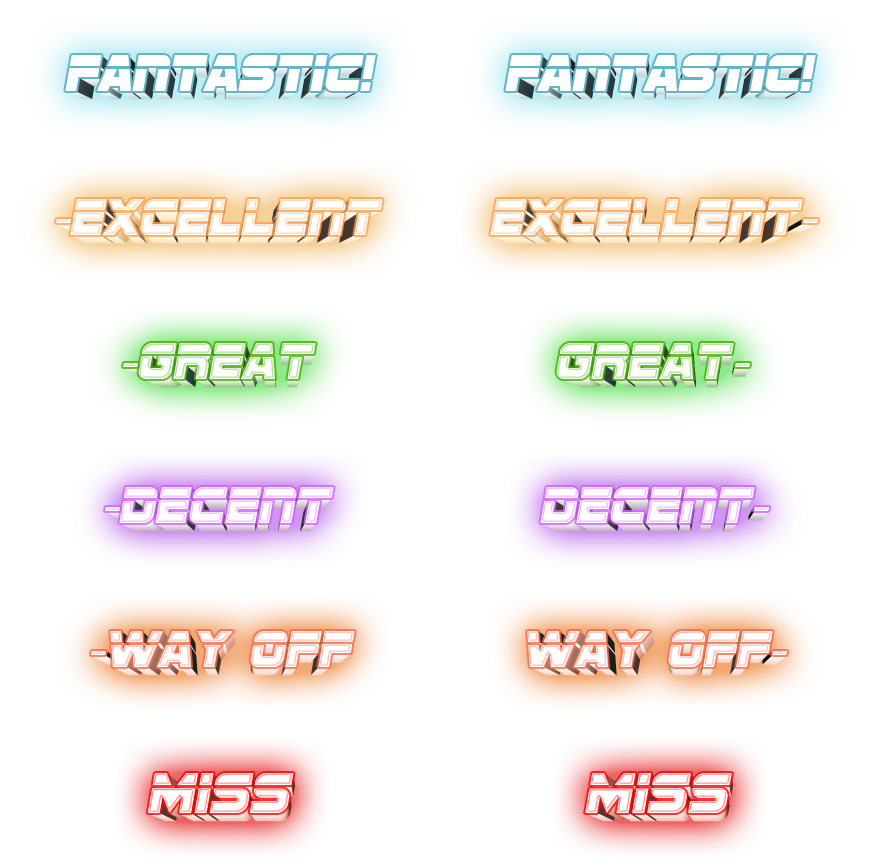 FANTASTIC! FANTASTIC!
-EXCELLENT EXCELLENT-
-GREAT GREAT-
-DECENT DECENT-
-WAY OFF WAY OFF-
MISS MISS